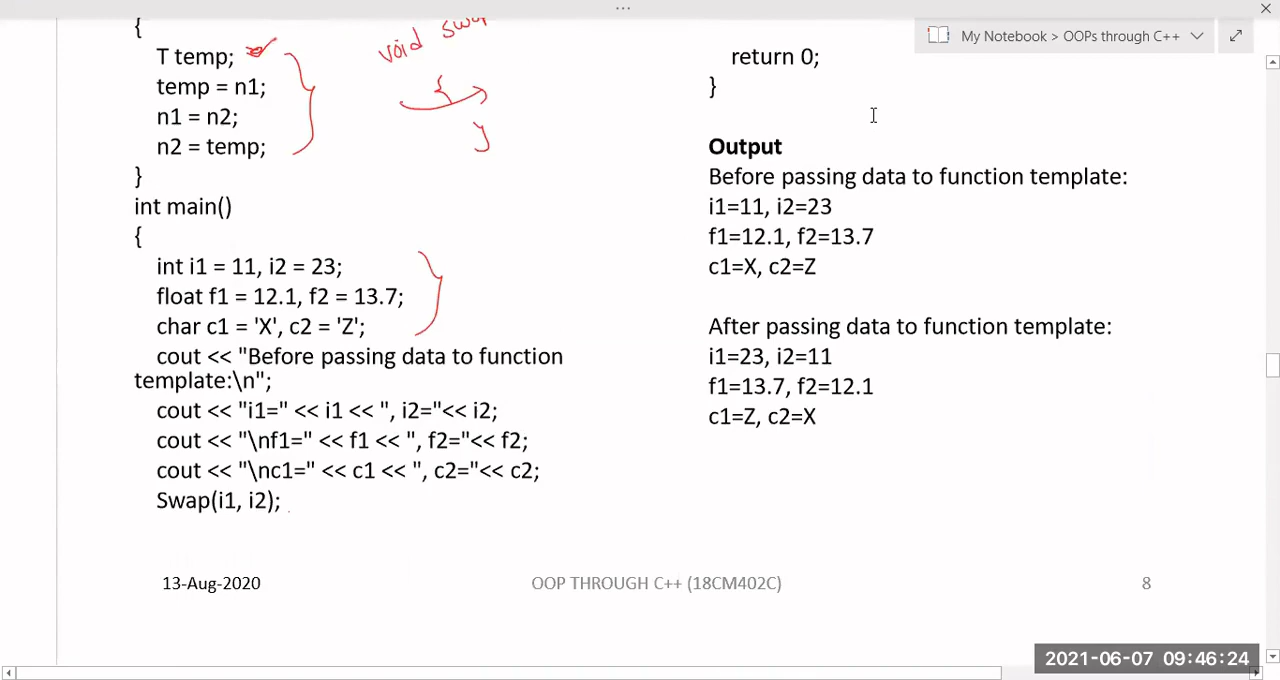 {
T temp;
temp = n1;
n1 = n2;
n2 = temp;
}
int main()
{
int i1 = 11, i2 = 23;
float f1 = 12.1, f2 = 13.7;
char c1 = 'X', c2 = 'Z';
cout << "Before passing data to function
template:\n";
cout << "i1=" << i1 << ", i2="<< i2;
cout << "\nf1=" << f1 << ", f2="<< f2;
cout << "\nc1=" << c1 << ", c2="<< c2;
Swap(i1, i2);
void swap
{
}
My Notebook > OOPs through C++
return 0;
}
Output
Before passing data to function template:
i1=11, i2=23
f1=12.1, f2=13.7
c1=X, c2=Z
After passing data to function template:
i1=23, i2=11
f1=13.7, f2=12.1
c1=Z, c2=X
13-Aug-2020
OOP THROUGH C++ (18CM402C)
8
2021-06-07 09:46:24